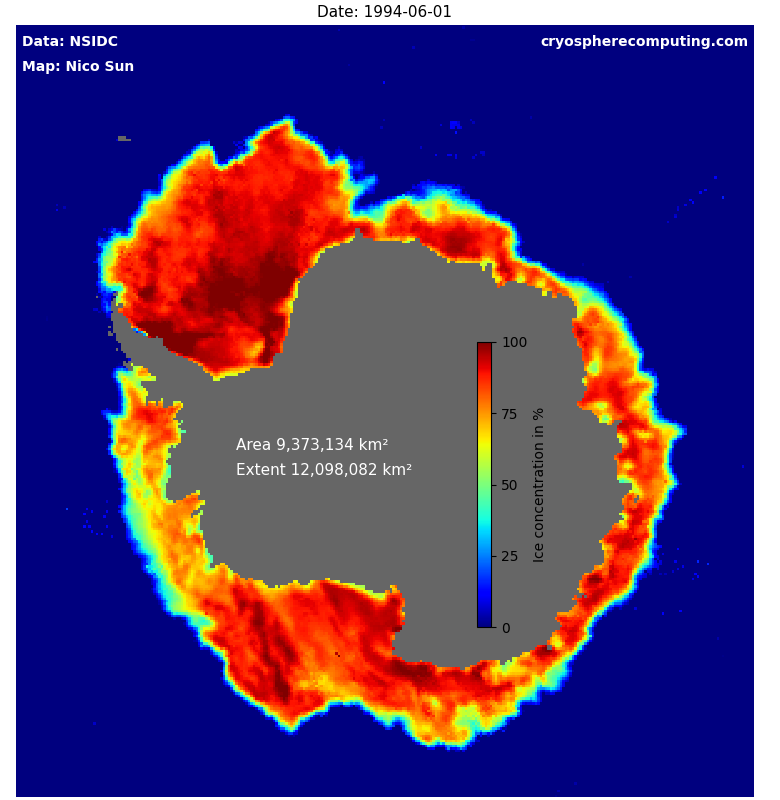 Date: 1994-06-01
Data: NSIDC
cryospherecomputing.com
Map: Nico Sun
100
75
50
25
0
Ice concentration in %
Area 9,373,134 km²
Extent 12,098,082 km²